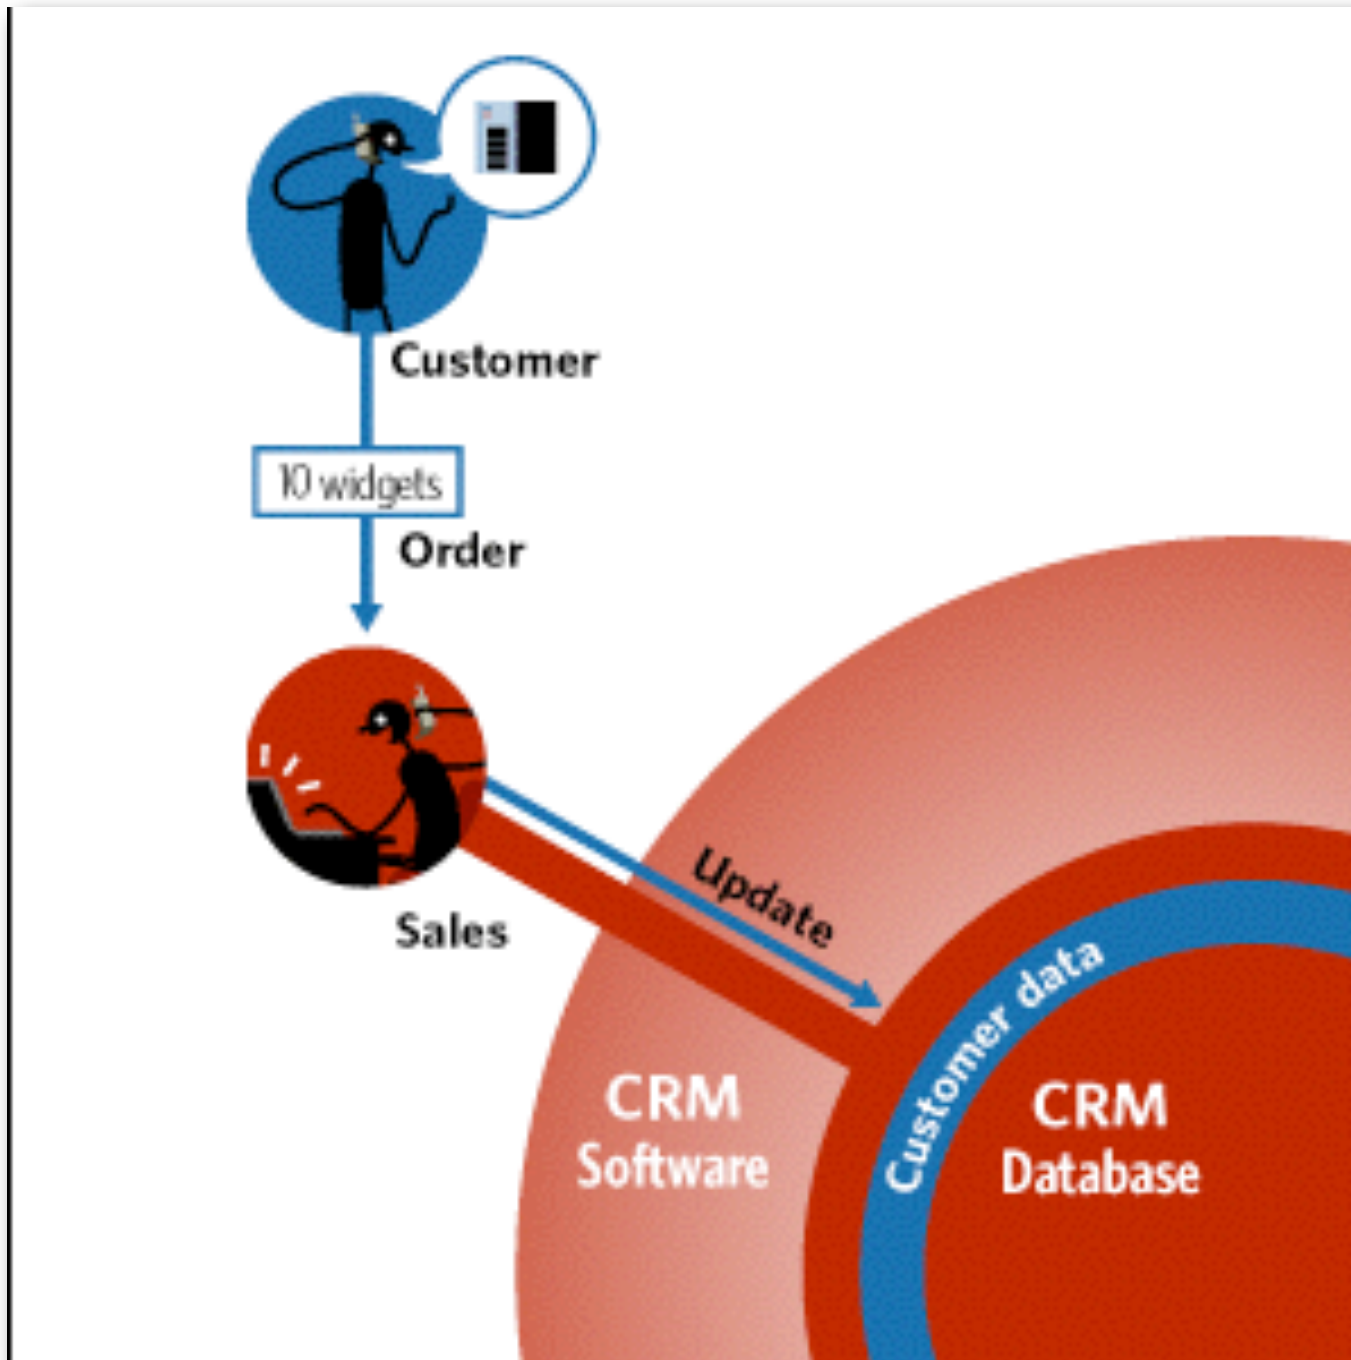 Customer
10 widgets
Order
Sales
Update
Customer data
CRM
Software
CRM
Database